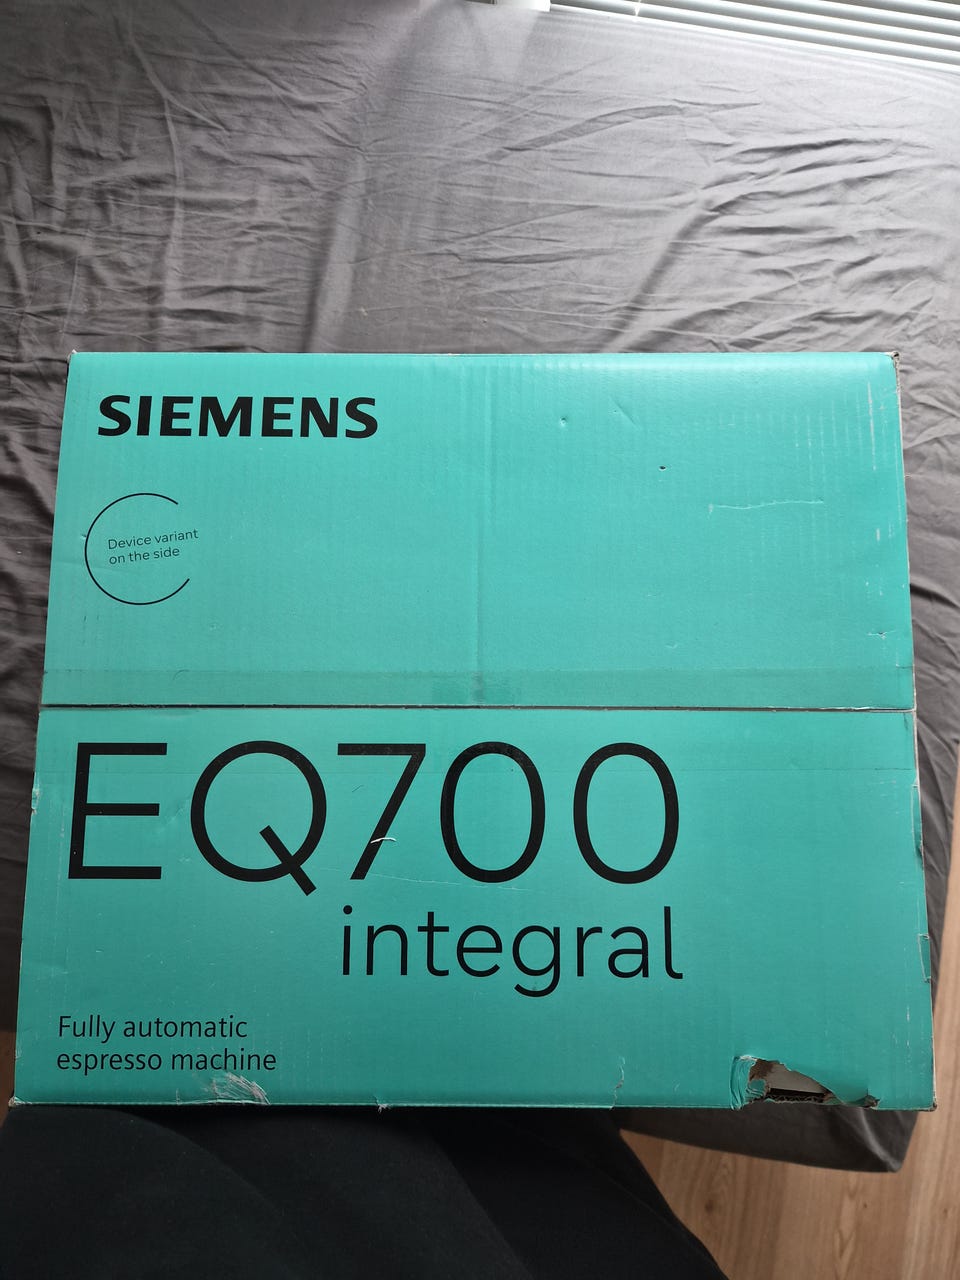 SIEMENS
Device variant
on the side
EQ700
integral
Fully automatic
espresso machine